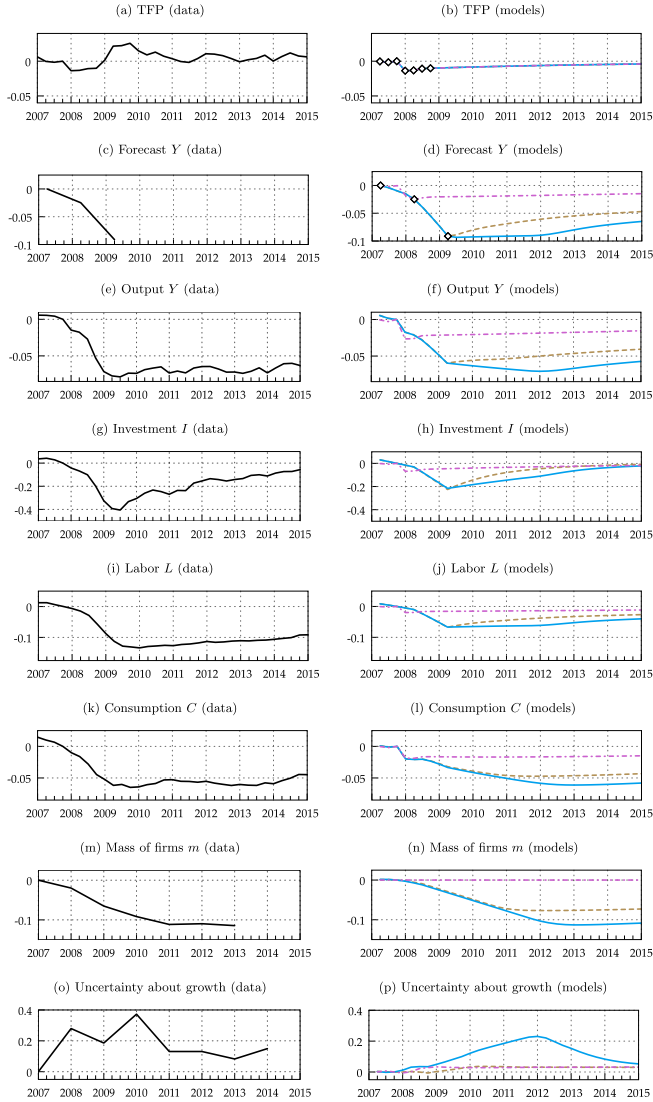 (a) TFP (data)
(b) TFP (models)
0
-0.05
2007 2008 2009 2010 2011 2012 2013 2014 2015
0
-0.05
2007 2008 2009 2010 2011 2012 2013 2014 2015
(c) Forecast Y (data)
(d) Forecast Y (models)
0
-0.05
-0.1
2007 2008 2009 2010 2011 2012 2013 2014 2015
0
-0.05
-0.1
2007 2008 2009 2010 2011 2012 2013 2014 2015
(e) Output Y (data)
(f) Output Y (models)
-0.05
2007 2008 2009 2010 2011 2012 2013 2014 2015
-0.05
2007 2008 2009 2010 2011 2012 2013 2014 2015
(g) Investment I (data)
(h) Investment I (models)
0
-0.2
-0.4
2007 2008 2009 2010 2011 2012 2013 2014 2015
0
-0.2
-0.4
2007 2008 2009 2010 2011 2012 2013 2014 2015
(i) Labor L (data)
(j) Labor L (models)
0
-0.1
2007 2008 2009 2010 2011 2012 2013 2014 2015
0
-0.1
2007 2008 2009 2010 2011 2012 2013 2014 2015
(k) Consumption C (data)
(l) Consumption C (models)
0
-0.05
2007 2008 2009 2010 2011 2012 2013 2014 2015
0
-0.05
2007 2008 2009 2010 2011 2012 2013 2014 2015
(m) Mass of firms m (data)
(n) Mass of firms m (models)
0
-0.1
2007 2008 2009 2010 2011 2012 2013 2014 2015
0
-0.1
2007 2008 2009 2010 2011 2012 2013 2014 2015
(o) Uncertainty about growth (data)
(p) Uncertainty about growth (models)
0.4
0.2
0
2007 2008 2009 2010 2011 2012 2013 2014 2015
0.4
0.2
0
2007 2008 2009 2010 2011 2012 2013 2014 2015